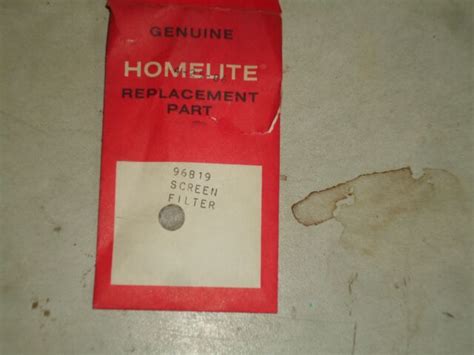 GENUINE
HOMELITE®
REPLACEMENT
PART
96819
SCREEN
FILTER